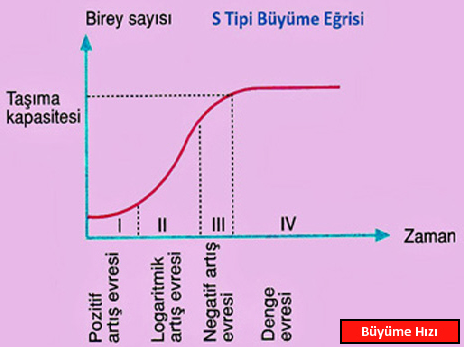 Birey sayısı
S Tipi Büyüme Eğrisi
Taşıma
kapasitesi
I
II
III
IV
Zaman
Pozitif
artış evresi
Logaritmik
artış evresi
Negatif artış
evresi
Denge
evresi
Büyüme Hızı